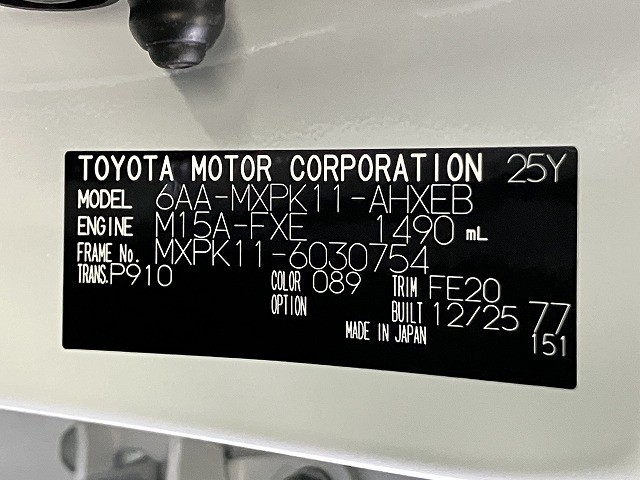 TOYOTA MOTOR CORPORATION 25Y
MODEL 6AA-MXPK11-AHXEB
ENGINE M15A-FXE 1490 mL
FRAME No. MXPK11-6030754
TRANS. P910 COLOR 089 TRIM FE20
OPTION BUILT 12/25 77
MADE IN JAPAN 151